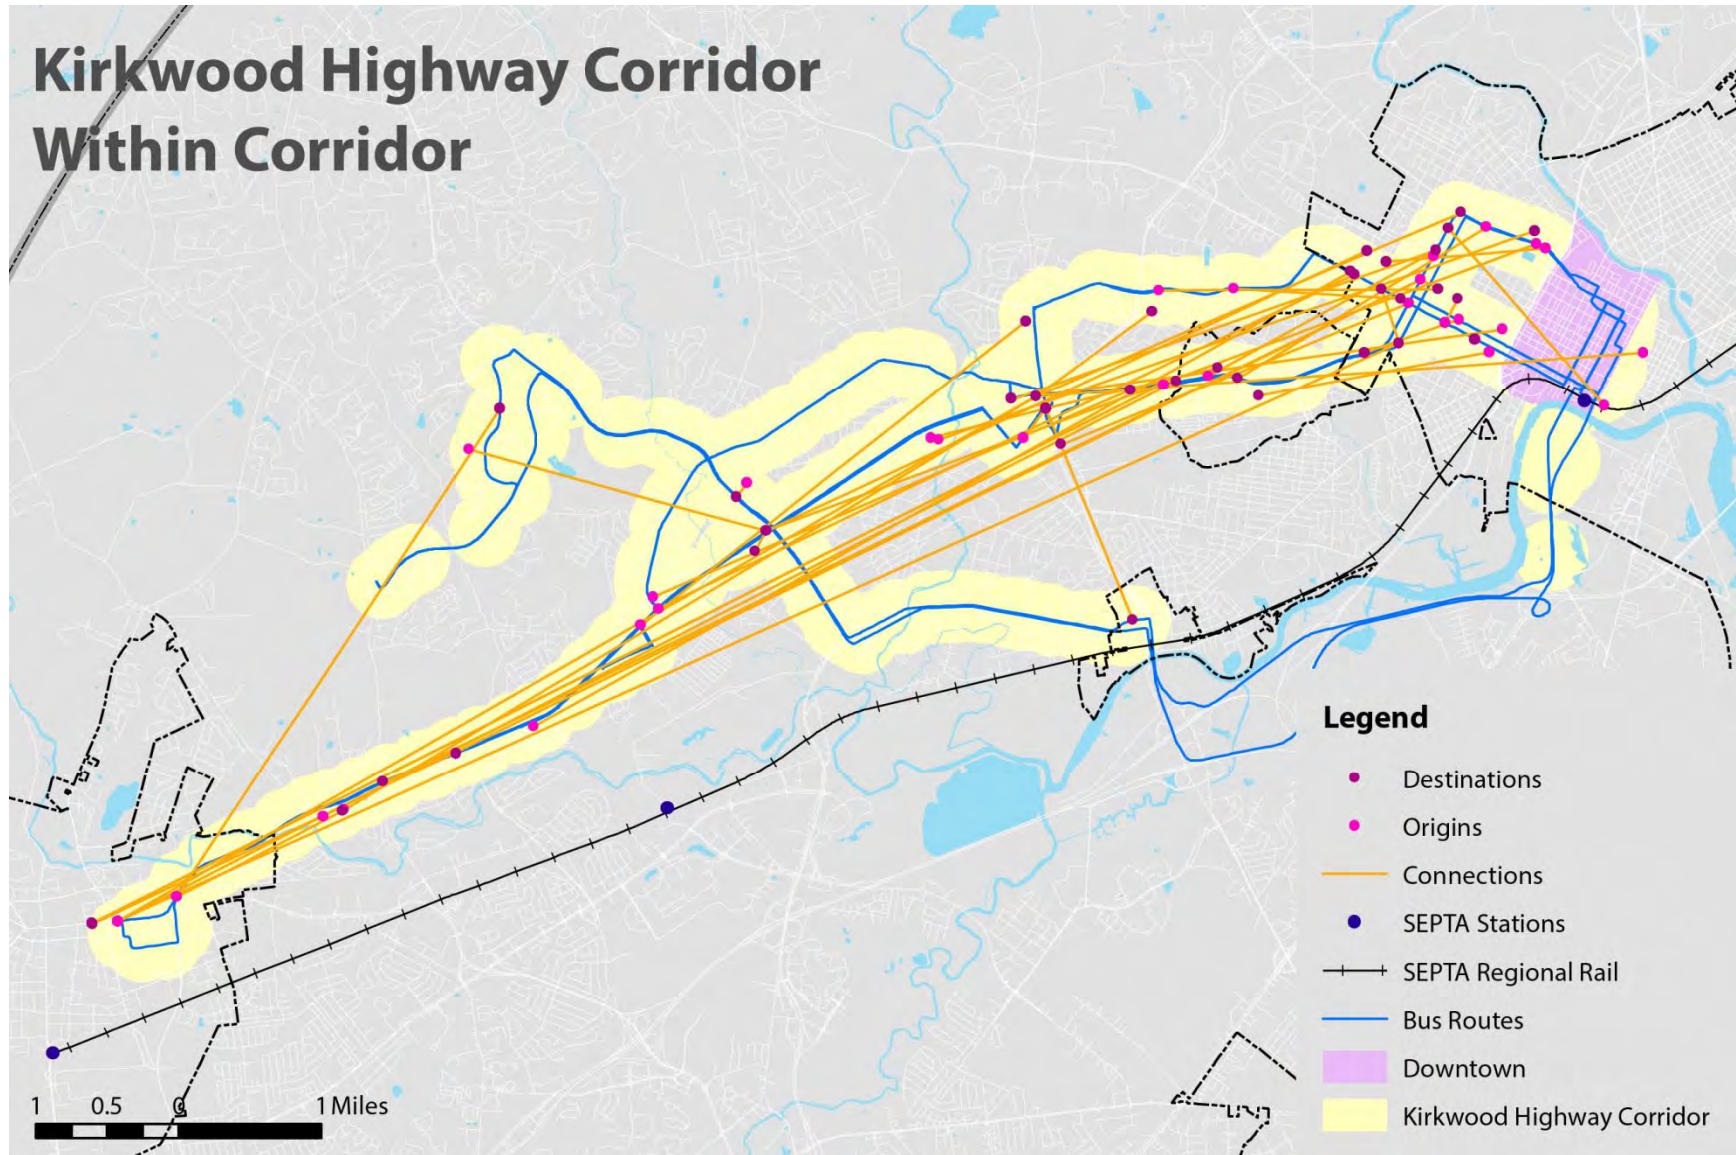 Kirkwood Highway Corridor
Within Corridor
Legend
Destinations
Origins
Connections
SEPTA Stations
SEPTA Regional Rail
Bus Routes
Downtown
Kirkwood Highway Corridor
1 0.5 0 1 Miles